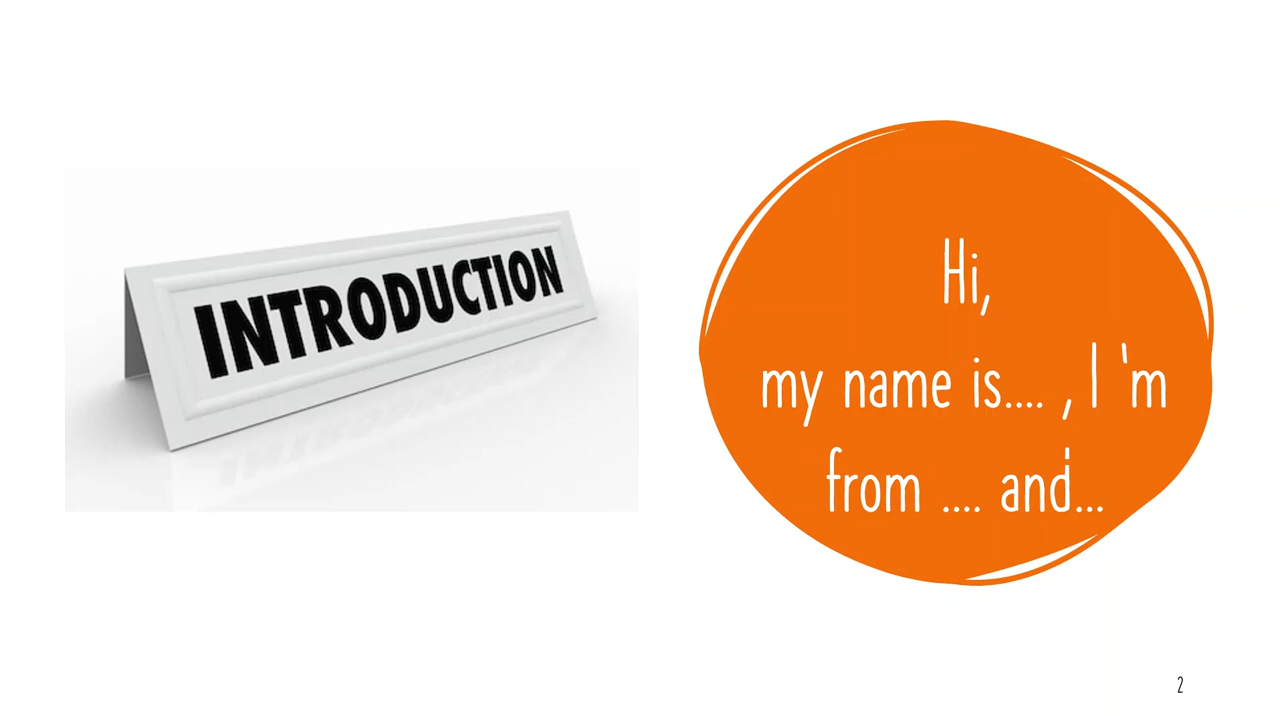 INTRODUCTION
Hi,
my name is.... , I 'm
from .... and...
2